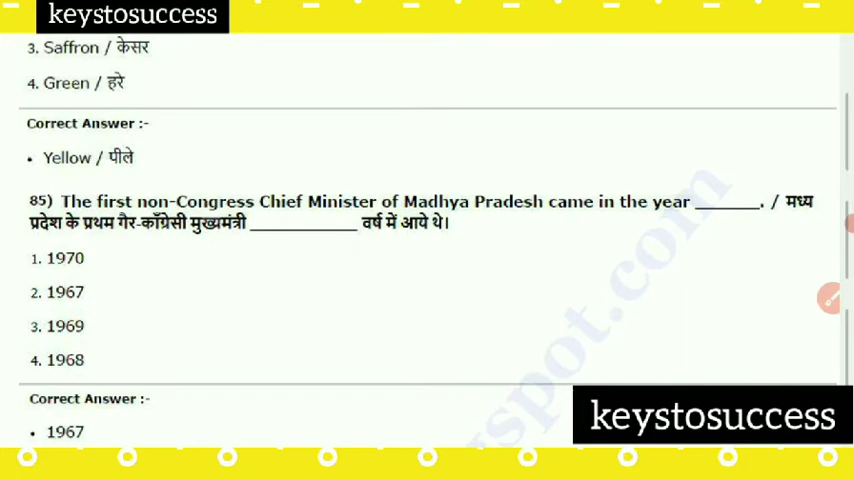 keystosuccess
3. Saffron / केसर
4. Green / हरे
Correct Answer :-
• Yellow / पीले
85) The first non-Congress Chief Minister of Madhya Pradesh came in the year _______. / मध्य
प्रदेश के प्रथम गैर-काँग्रेसी मुख्यमंत्री ____________ वर्ष में आये थे।
1. 1970
2. 1967
3. 1969
4. 1968
Correct Answer :-
• 1967
keystosuccess